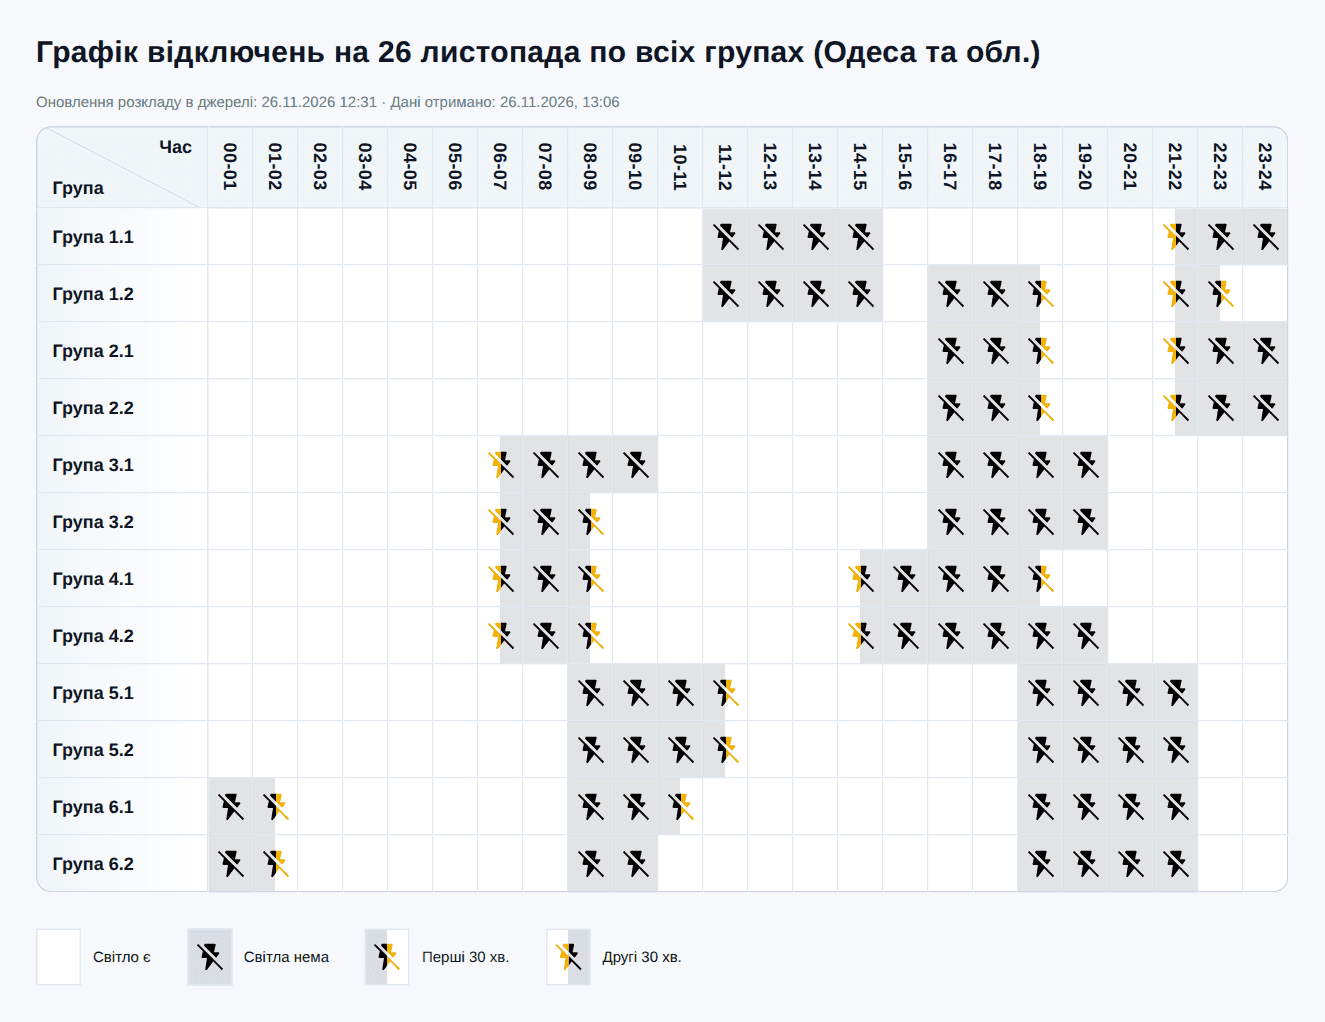 Графік відключень на 26 листопада по всіх групах (Одеса та обл.)
Оновлення розкладу в джерелі: 26.11.2026 12:31 · Дані отримано: 26.11.2026, 13:06
Час
Група
00-01
01-02
02-03
03-04
04-05
05-06
06-07
07-08
08-09
09-10
10-11
11-12
12-13
13-14
14-15
15-16
16-17
17-18
18-19
19-20
20-21
21-22
22-23
23-24
Група 1.1
Група 1.2
Група 2.1
Група 2.2
Група 3.1
Група 3.2
Група 4.1
Група 4.2
Група 5.1
Група 5.2
Група 6.1
Група 6.2
Світло є
Світла нема
Перші 30 хв.
Другі 30 хв.